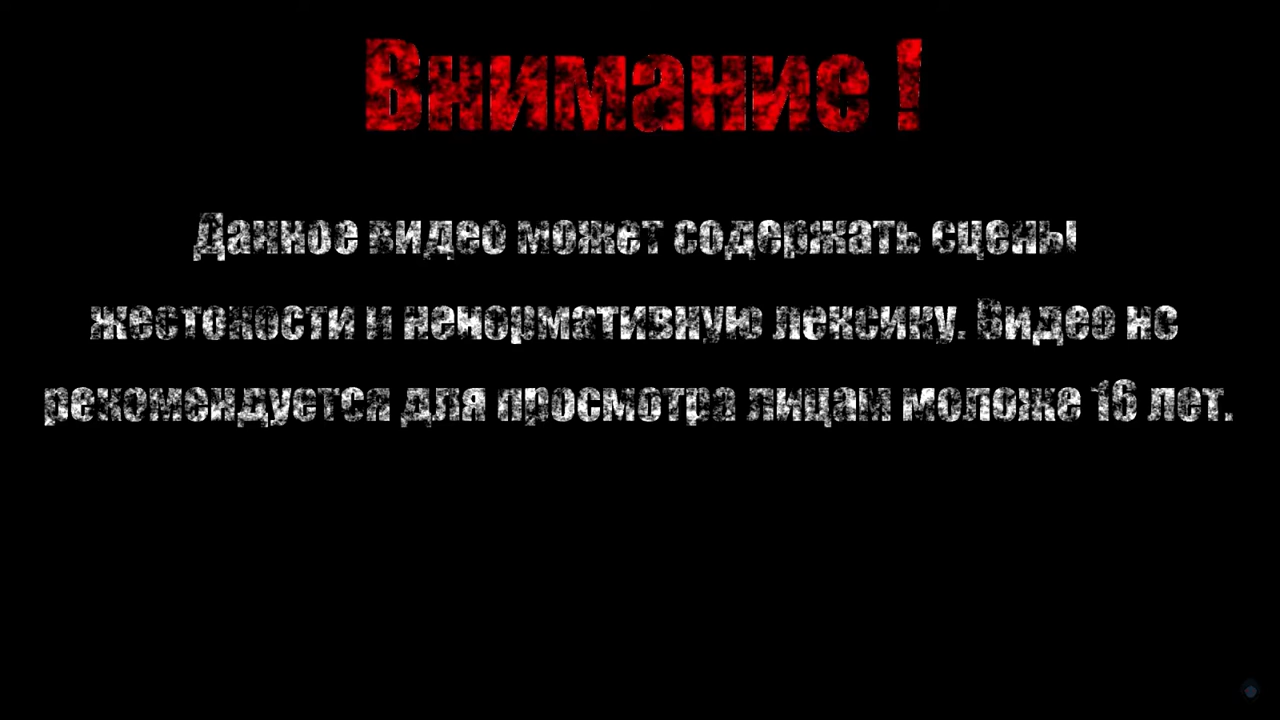 Внимание !
Данное видео может содержать сцены
жестокости и ненормативную лексику. Видео не
рекомендуется для просмотра лицам моложе 16 лет.